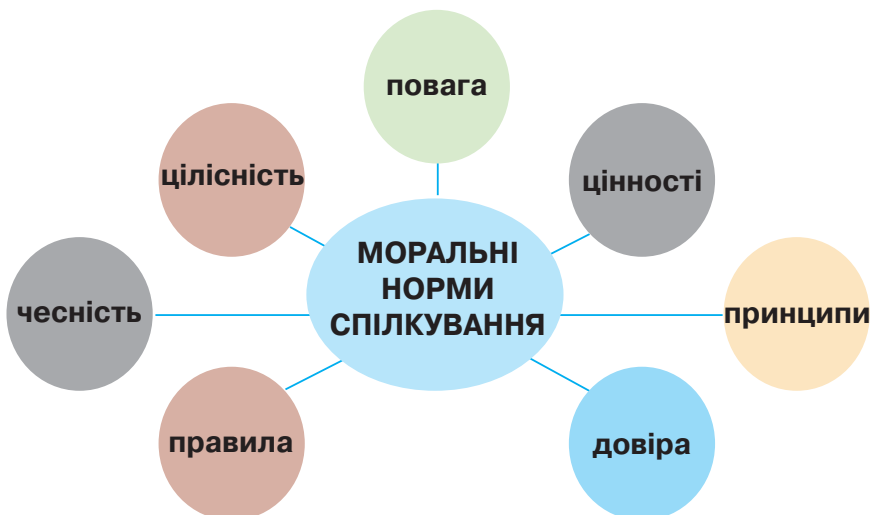 повага
цілісність
цінності
МОРАЛЬНІ
НОРМИ
СПІЛКУВАННЯ
чесність
принципи
правила
довіра